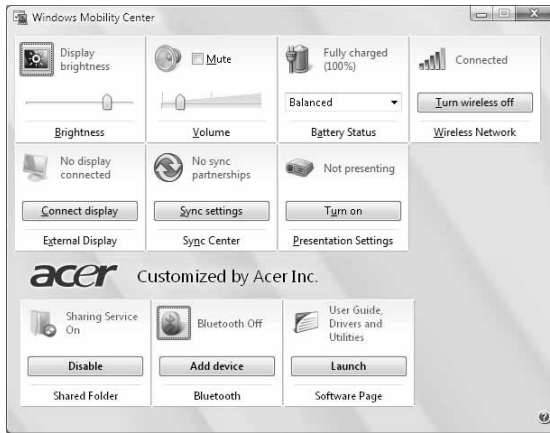 Windows Mobility Center
Display
brightness
Brightness
Mute
Volume
Fully charged
(100%)
Balanced
Battery Status
Connected
Turn wireless off
Wireless Network
No display
connected
Connect display
External Display
No sync
partnerships
Sync settings
Sync Center
Not presenting
Turn on
Presentation Settings
acer Customized by Acer Inc.
Sharing Service
On
Disable
Shared Folder
Bluetooth Off
Add device
Bluetooth
User Guide,
Drivers and
Utilities
Launch
Software Page